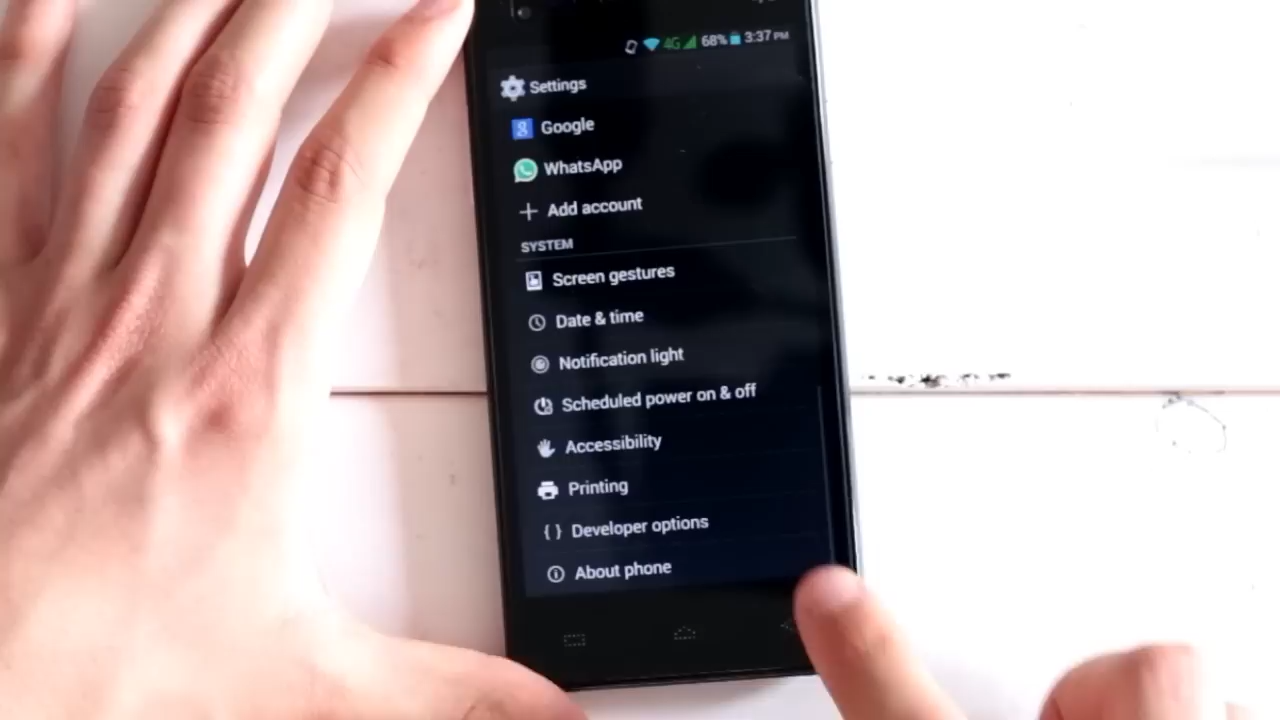 4G 68% 3:37 PM
Settings
Google
WhatsApp
+ Add account
SYSTEM
Screen gestures
Date & time
Notification light
Scheduled power on & off
Accessibility
Printing
{ } Developer options
About phone